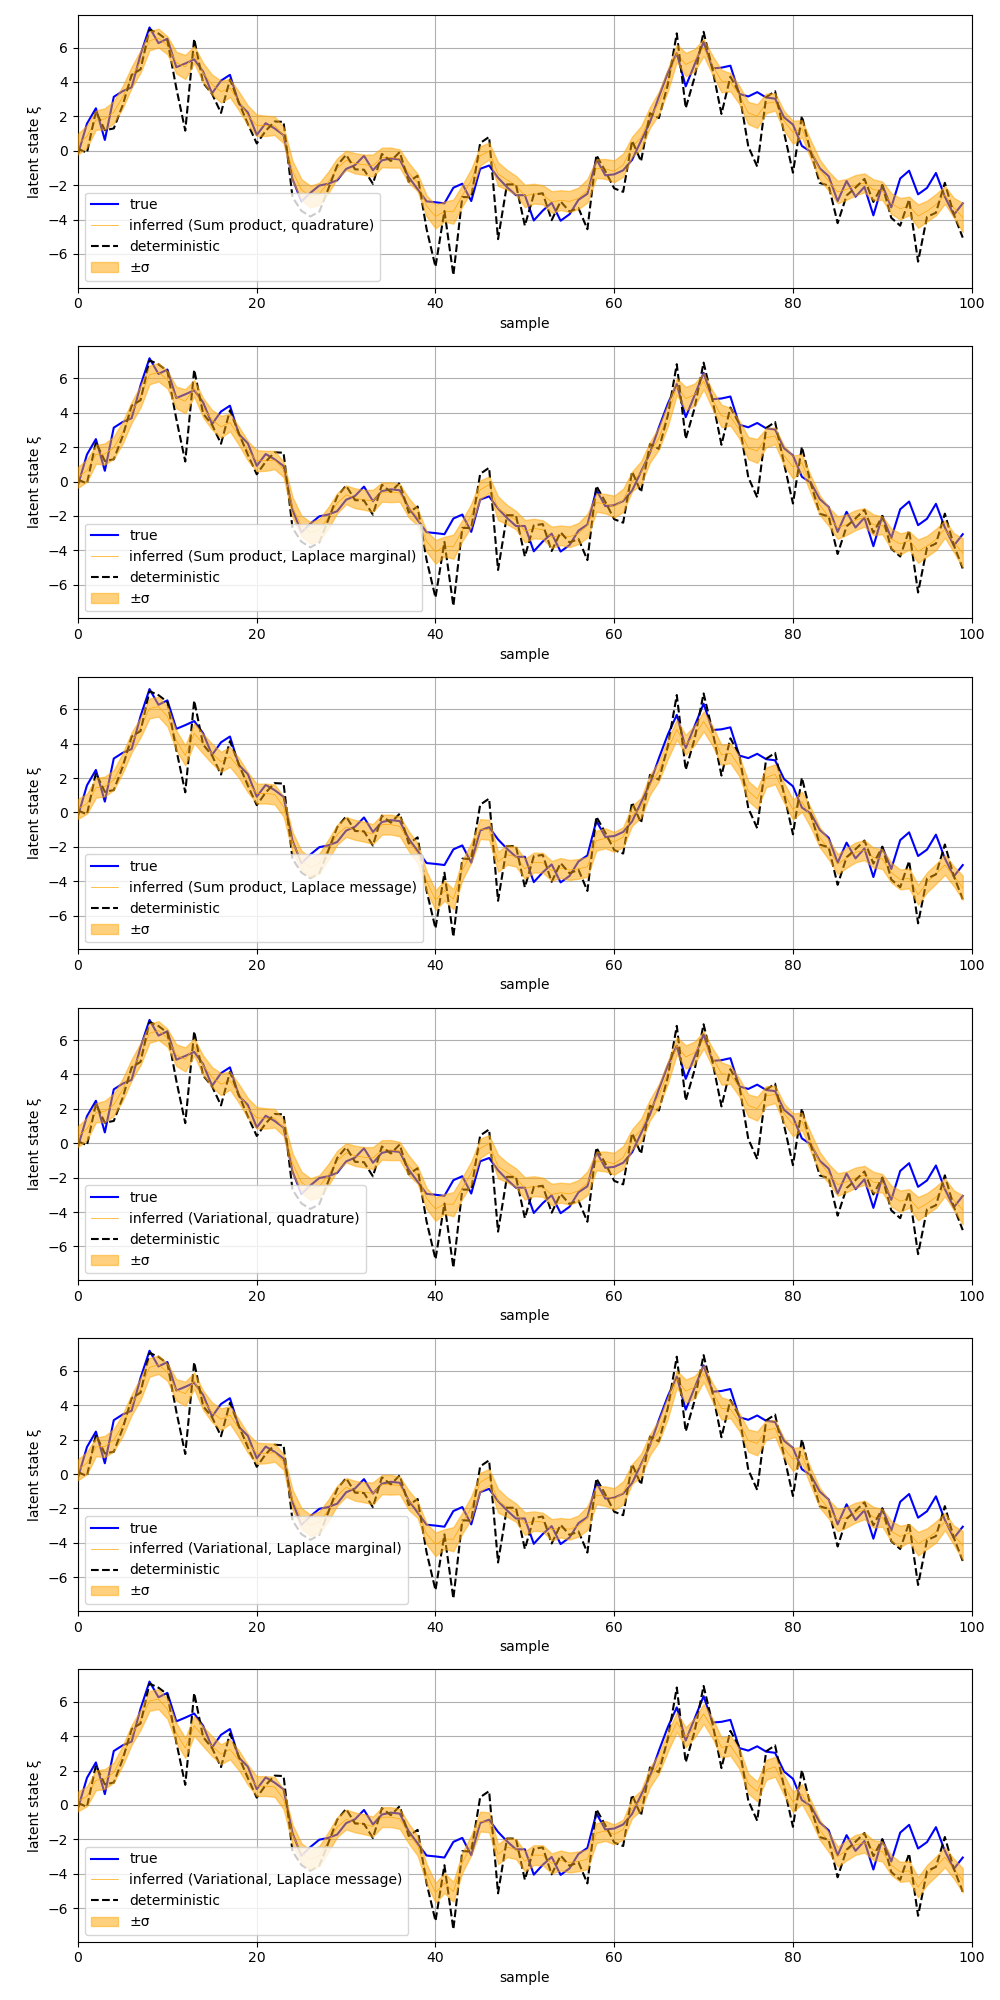 6
4
2
0
−2
−4
−6
latent state ξ
true
inferred (Sum product, quadrature)
deterministic
±σ
0 20 40 60 80 100
sample
6
4
2
0
−2
−4
−6
latent state ξ
true
inferred (Sum product, Laplace marginal)
deterministic
±σ
0 20 40 60 80 100
sample
6
4
2
0
−2
−4
−6
latent state ξ
true
inferred (Sum product, Laplace message)
deterministic
±σ
0 20 40 60 80 100
sample
6
4
2
0
−2
−4
−6
latent state ξ
true
inferred (Variational, quadrature)
deterministic
±σ
0 20 40 60 80 100
sample
6
4
2
0
−2
−4
−6
latent state ξ
true
inferred (Variational, Laplace marginal)
deterministic
±σ
0 20 40 60 80 100
sample
6
4
2
0
−2
−4
−6
latent state ξ
true
inferred (Variational, Laplace message)
deterministic
±σ
0 20 40 60 80 100
sample